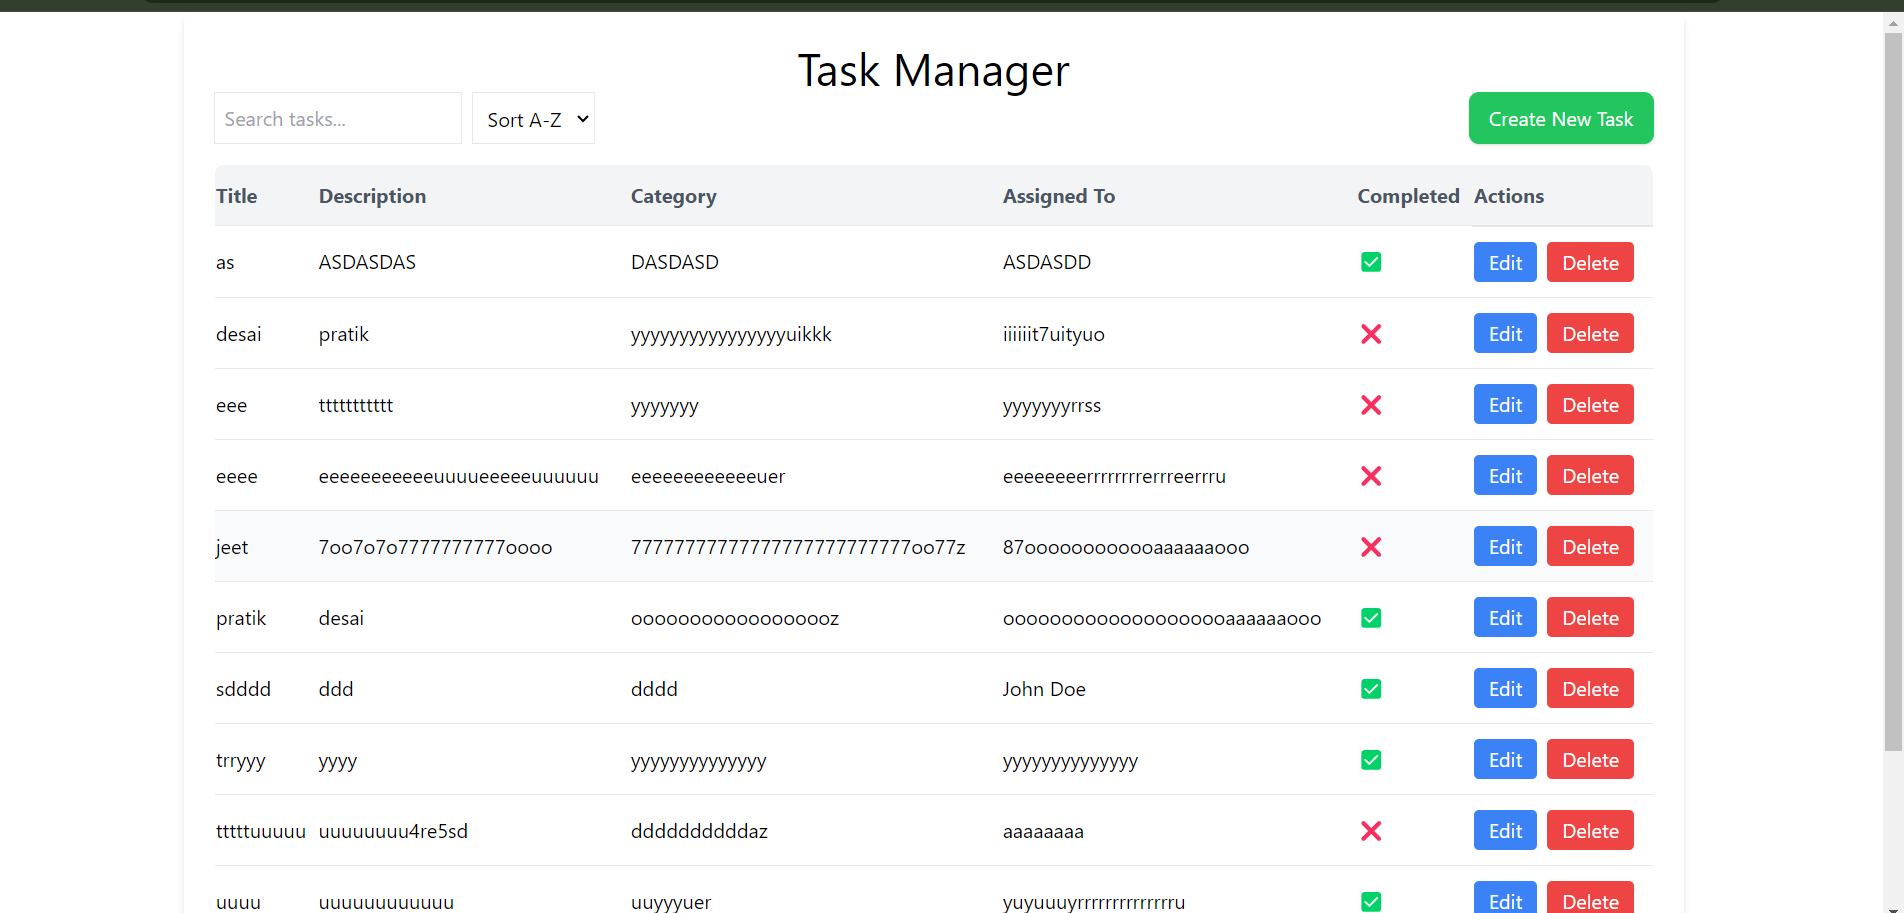 Task Manager
Search tasks...
Sort A-Z
Create New Task
Title Description Category Assigned To Completed Actions
as ASDASDAS DASDASD ASDASDD Edit Delete
desai pratik yyyyyyyyyyyyyyyyuikkk iiiiiit7uityuo Edit Delete
eee ttttttttttt yyyyyyy yyyyyyyrrss Edit Delete
eeee eeeeeeeeeeeuuuueeeeeuuuuuu eeeeeeeeeeeeuer eeeeeeeerrrrrrrrerrreerrru Edit Delete
jeet 7oo7o7o7777777777oooo 77777777777777777777777777oo77z 87oooooooooooaaaaaaooo Edit Delete
pratik desai oooooooooooooooooz oooooooooooooooooooaaaaaaooo Edit Delete
sdddd ddd dddd John Doe Edit Delete
trryyy yyyy yyyyyyyyyyyyyy yyyyyyyyyyyyyy Edit Delete
tttttuuuuu uuuuuuuu4re5sd ddddddddddaz aaaaaaaa Edit Delete
uuuu uuuuuuuuuuuu uuyyyuer yuyuuuyrrrrrrrrrrrrrru Edit Delete